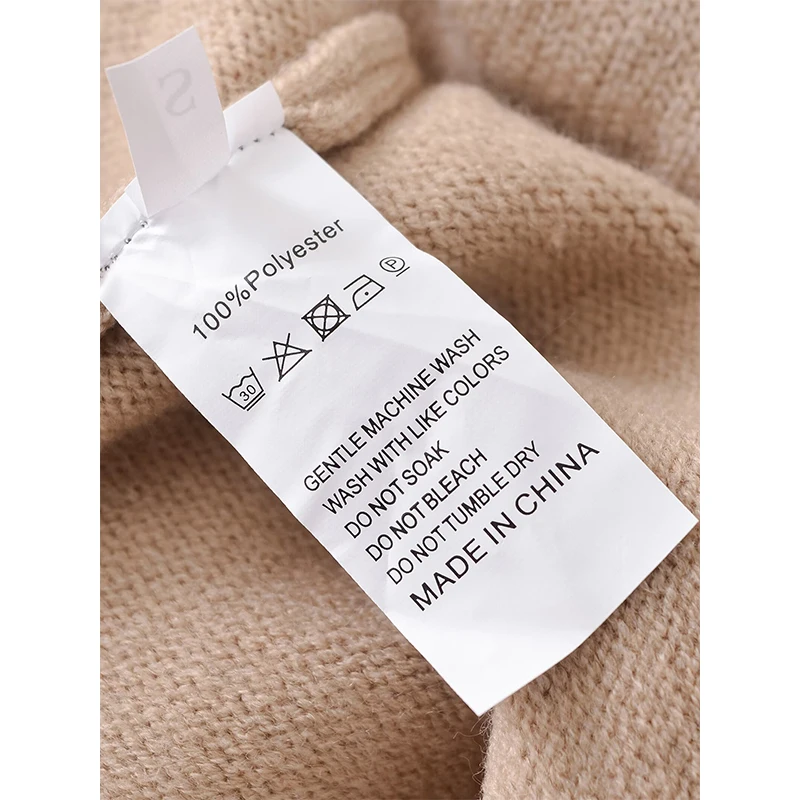 S
100%Polyester
30 P
GENTLE MACHINE WASH
WASH WITH LIKE COLORS
DO NOT SOAK
DO NOT BLEACH
DO NOT TUMBLE DRY
MADE IN CHINA